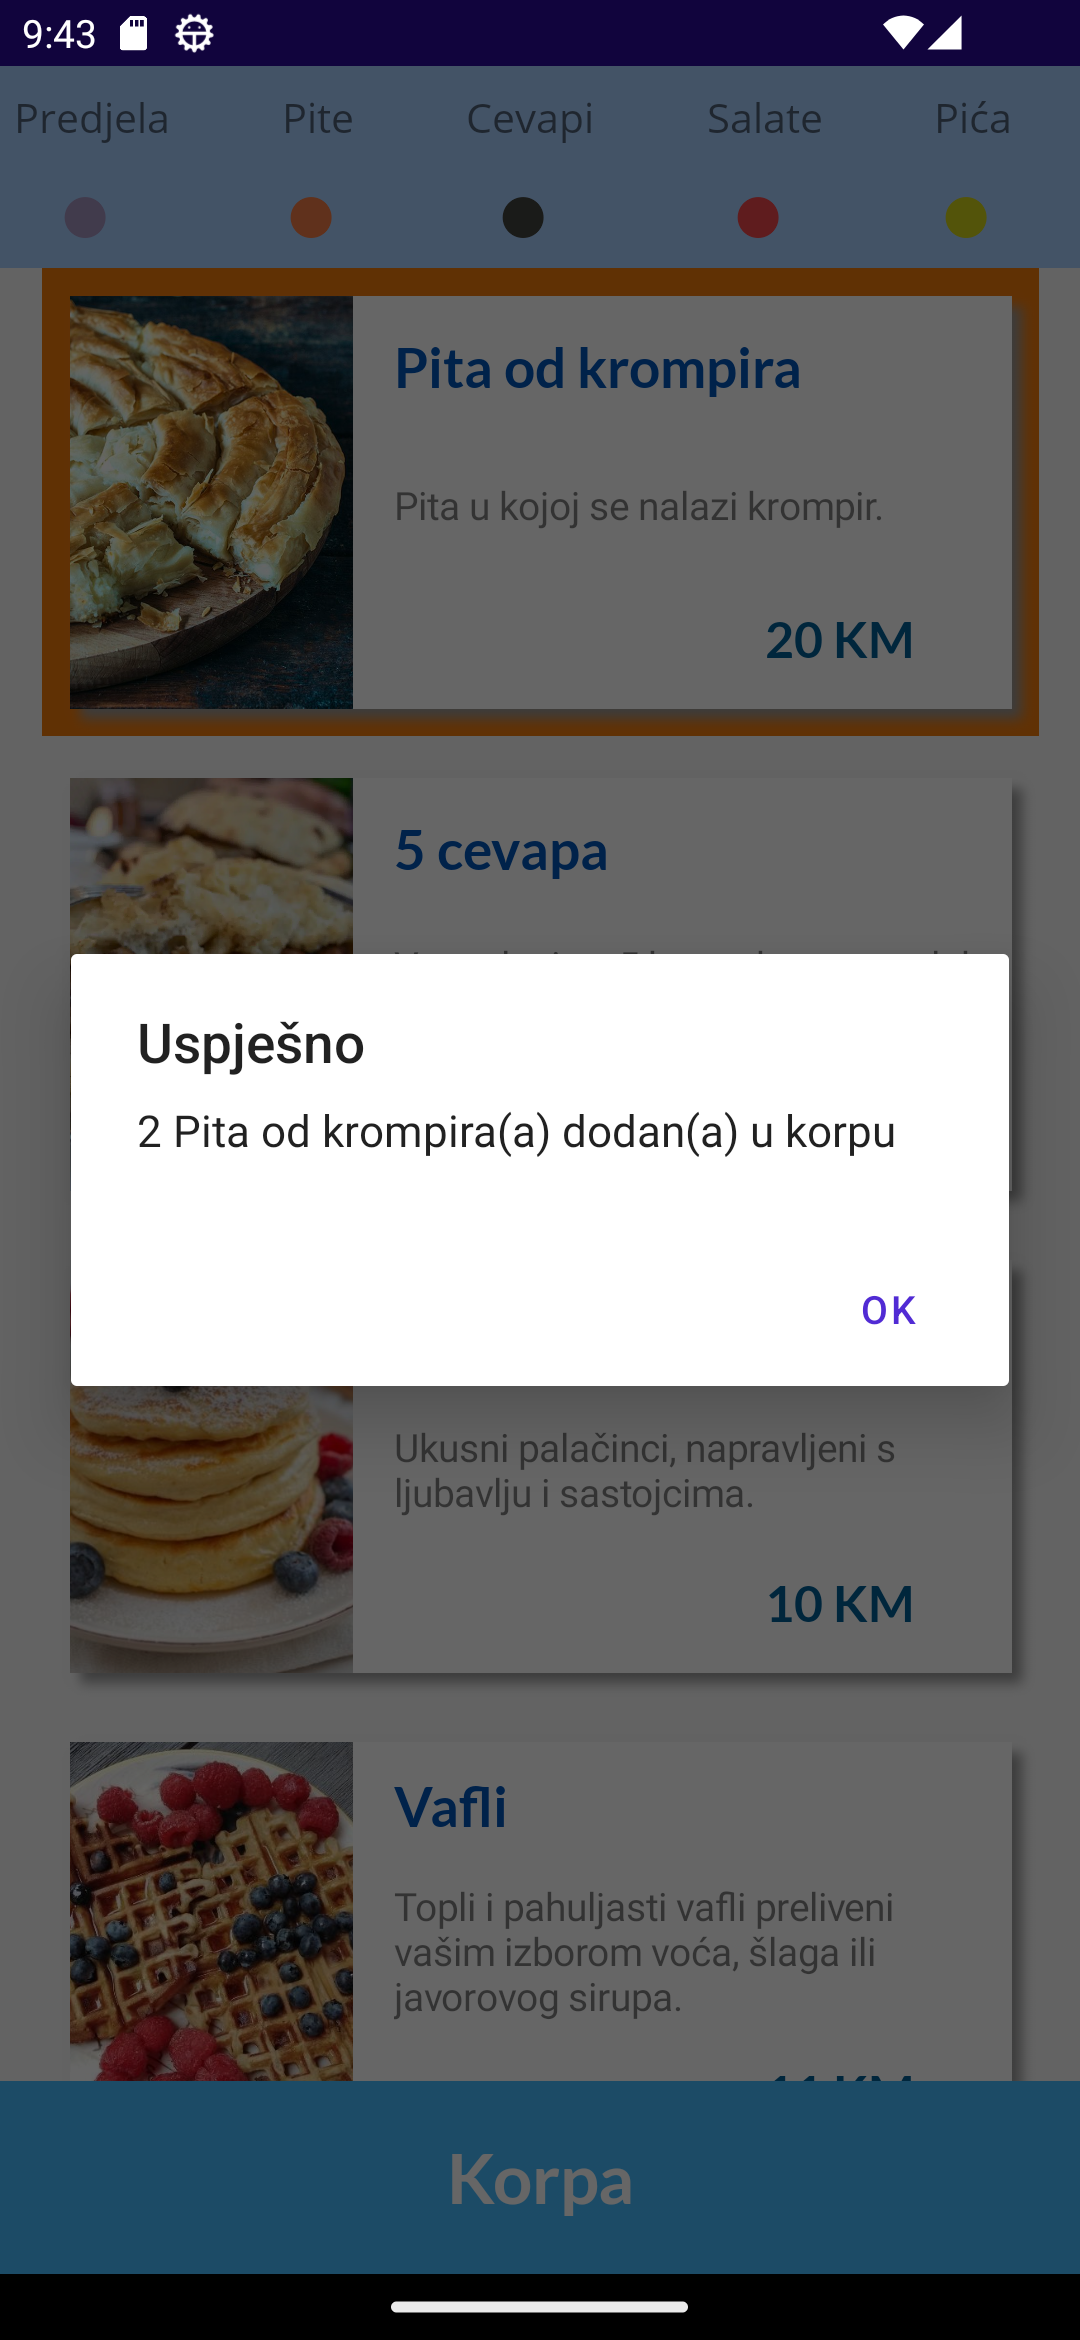 9:43
Predjela Pite Cevapi Salate Pića
Pita od krompira
Pita u kojoj se nalazi krompir.
20 KM
5 cevapa
Uspješno
2 Pita od krompira(a) dodan(a) u korpu
OK
Ukusni palačinci, napravljeni s
ljubavlju i sastojcima.
10 KM
Vafli
Topli i pahuljasti vafli preliveni
vašim izborom voća, šlaga ili
javorovog sirupa.
Korpa